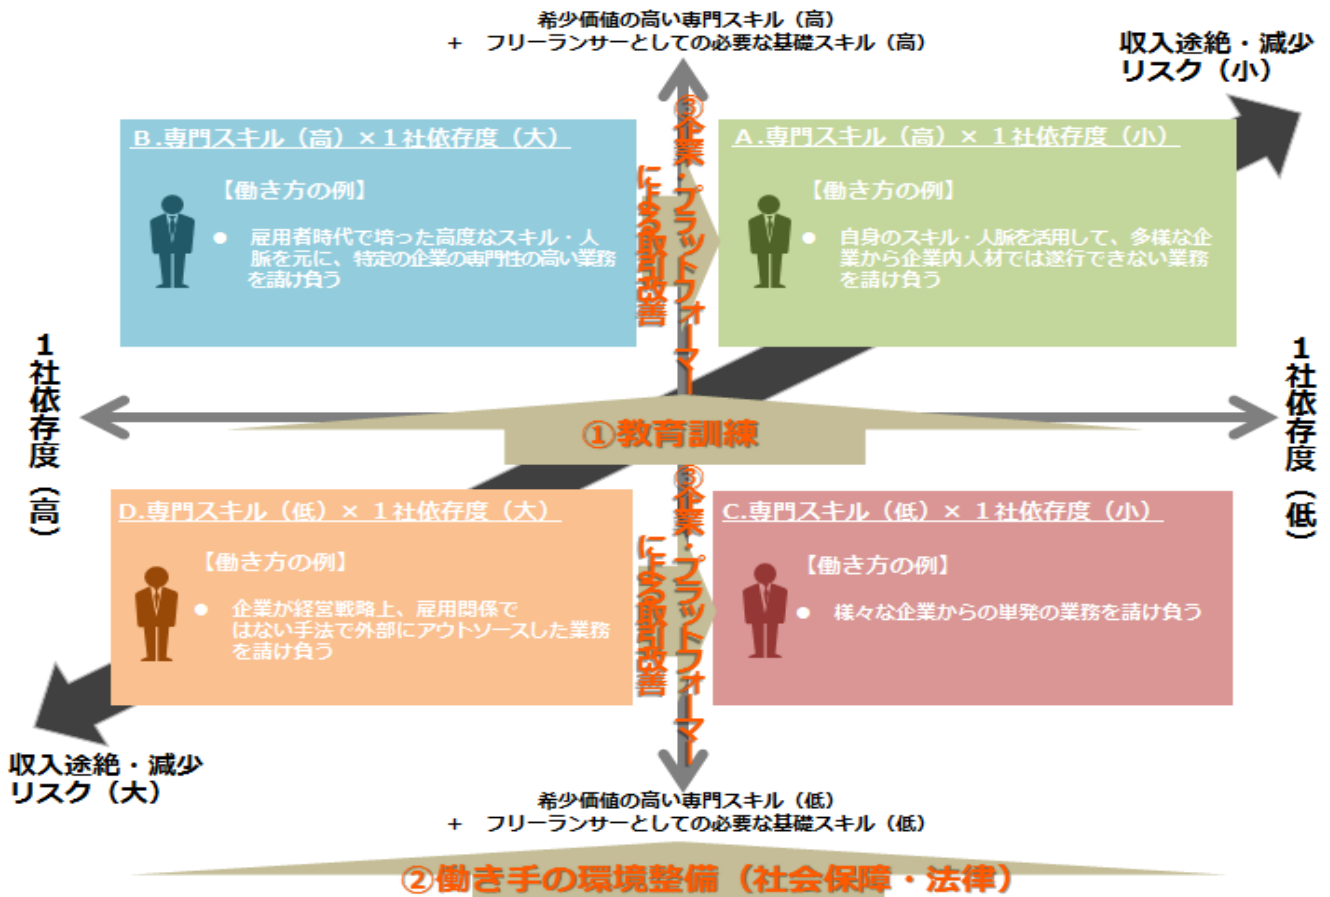 希少価値の高い専門スキル（高）
+ フリーランサーとしての必要な基礎スキル（高）
収入途絶・減少
リスク（小）
B.専門スキル（高）×１社依存度（大）
【働き方の例】
● 雇用者時代で培った高度なスキル・人
脈を元に、特定の企業の専門性の高い業務
を請け負う
③企業・プラットフォーマー
による取引改善
A.専門スキル（高）× １社依存度（小）
【働き方の例】
● 自身のスキル・人脈を活用して、多様な企
業から企業内人材では遂行できない業務
を請け負う
１社依存度（高）
１社依存度（低）
①教育訓練
D.専門スキル（低）× １社依存度（大）
【働き方の例】
● 企業が経営戦略上、雇用関係で
はない手法で外部にアウトソースした業務
を請け負う
③企業・プラットフォーマー
による取引改善
C.専門スキル（低）× １社依存度（小）
【働き方の例】
● 様々な企業からの単発の業務を請け負う
収入途絶・減少
リスク（大）
希少価値の高い専門スキル（低）
+ フリーランサーとしての必要な基礎スキル（低）
②働き手の環境整備（社会保障・法律）